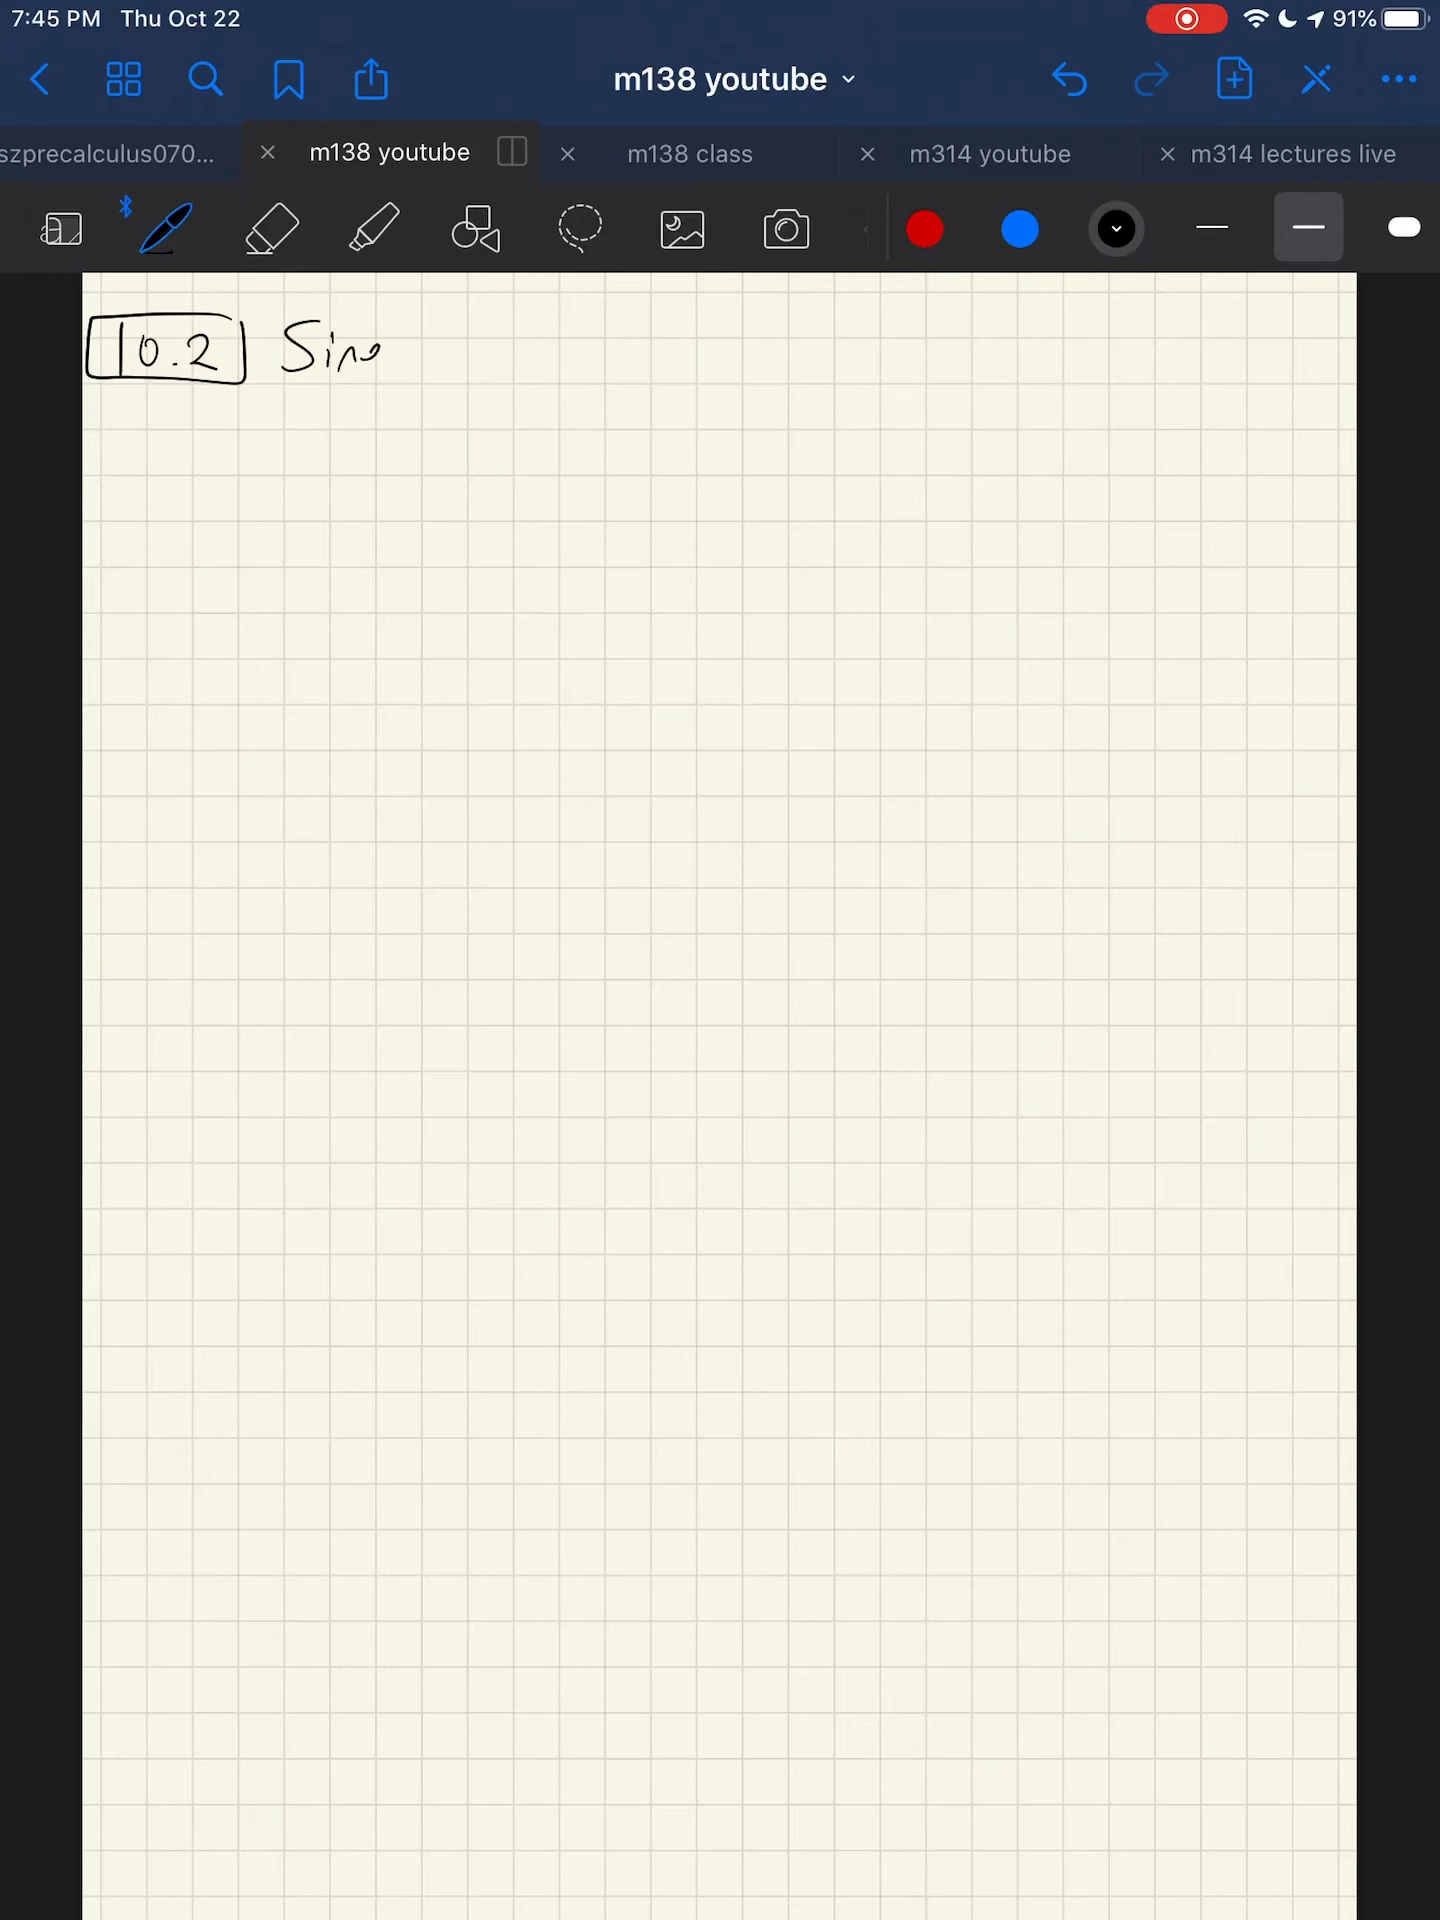 7:45 PM Thu Oct 22 91%
m138 youtube
szprecalculus070... m138 youtube m138 class m314 youtube m314 lectures live
10.2 Sine